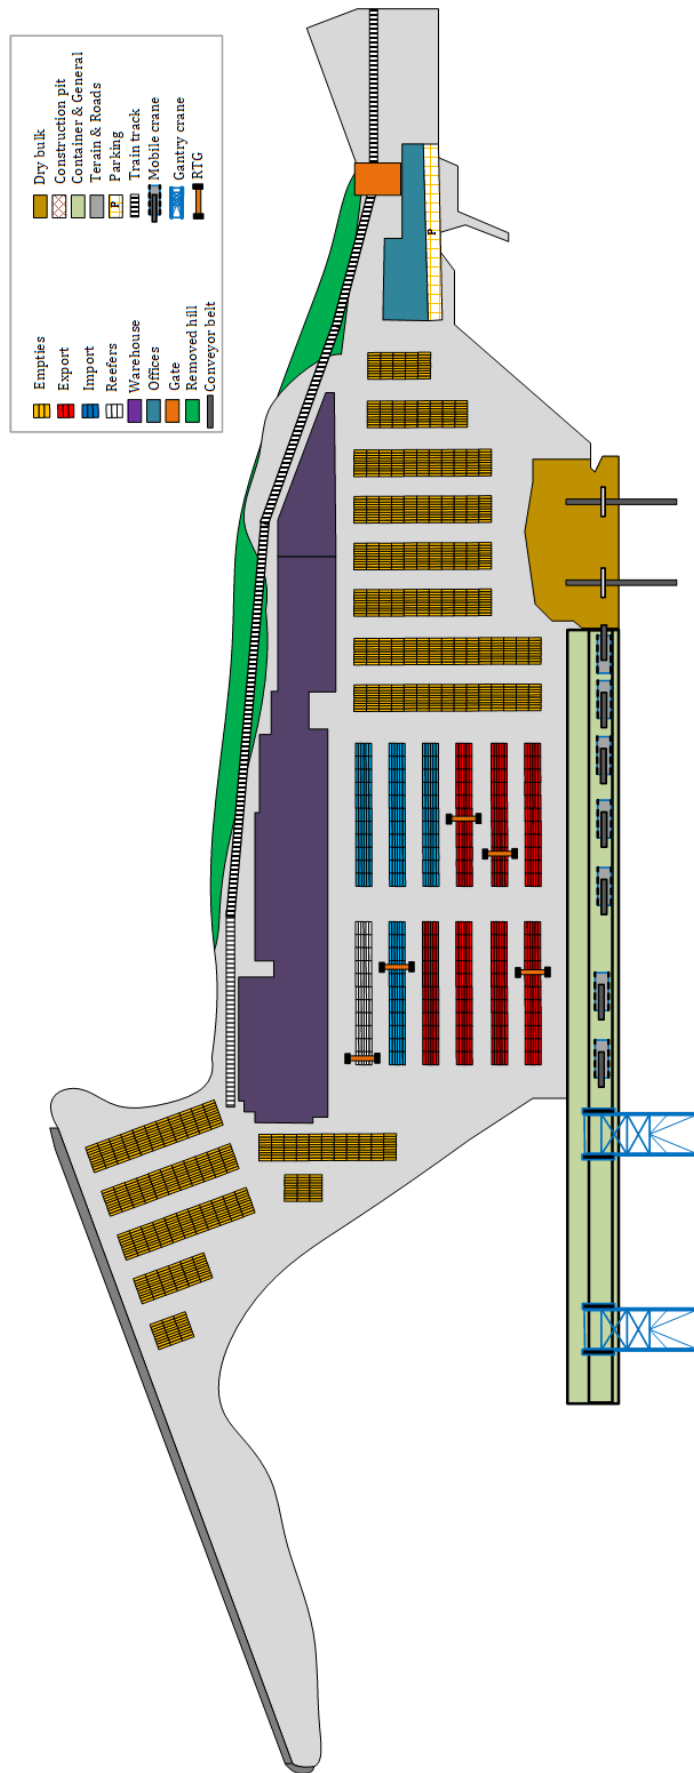 Empties
Export
Import
Reefers
Warehouse
Offices
Gate
Removed hill
Conveyor belt
Dry bulk
Construction pit
Container & General
Terain & Roads
P
Parking
Train track
Mobile crane
Gantry crane
RTG
P